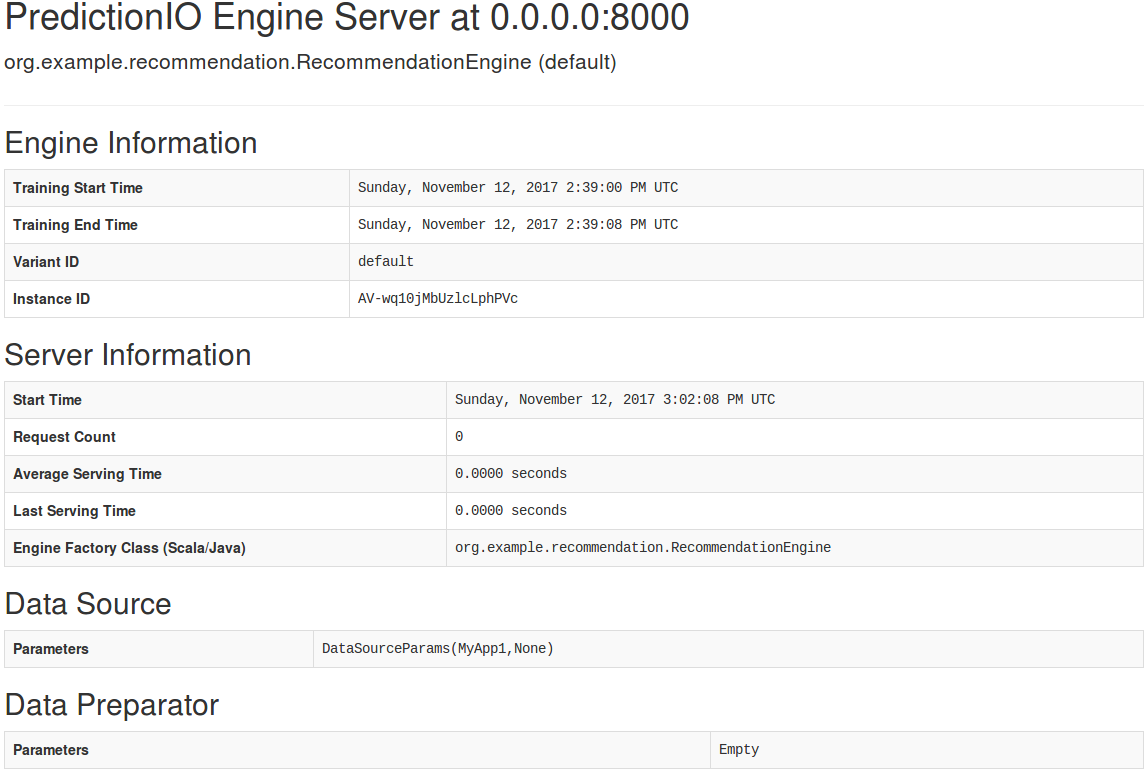 PredictionIO Engine Server at 0.0.0.0:8000
org.example.recommendation.RecommendationEngine (default)
Engine Information
Training Start Time Sunday, November 12, 2017 2:39:00 PM UTC
Training End Time Sunday, November 12, 2017 2:39:08 PM UTC
Variant ID default
Instance ID AV-wq10jMbUzlcLphPVc
Server Information
Start Time Sunday, November 12, 2017 3:02:08 PM UTC
Request Count 0
Average Serving Time 0.0000 seconds
Last Serving Time 0.0000 seconds
Engine Factory Class (Scala/Java) org.example.recommendation.RecommendationEngine
Data Source
Parameters DataSourceParams(MyApp1,None)
Data Preparator
Parameters Empty